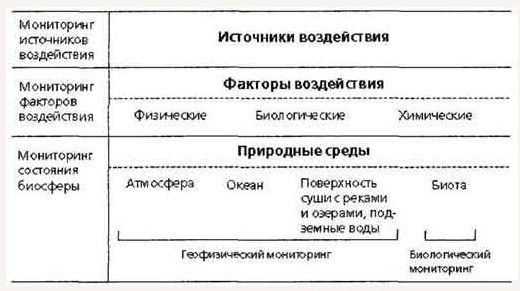 Мониторинг
источников
воздействия
Источники воздействия
Мониторинг
факторов
воздействия
Факторы воздействия
Физические Биологические Химические
Мониторинг
состояния
биосферы
Природные среды
Атмосфера
Океан
Поверхность
суши с реками
и озерами, под-
земные воды
Биота
Геофизический мониторинг
Биологический
мониторинг